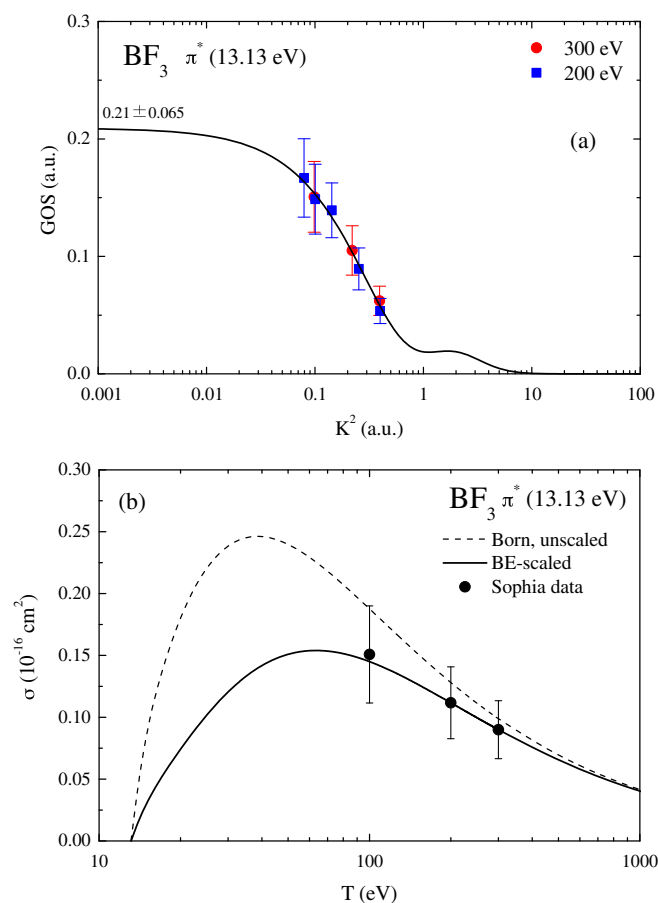 0.3
BF₃ π* (13.13 eV)
300 eV
200 eV
0.21±0.065
(a)
0.2
GOS (a.u.)
0.1
0.0
0.001 0.01 0.1 1 10 100
K² (a.u.)
0.30
(b)
BF₃ π* (13.13 eV)
0.25
Born, unscaled
BE-scaled
Sophia data
0.20
σ (10⁻¹⁶ cm²)
0.15
0.10
0.05
0.00
10 100 1000
T (eV)